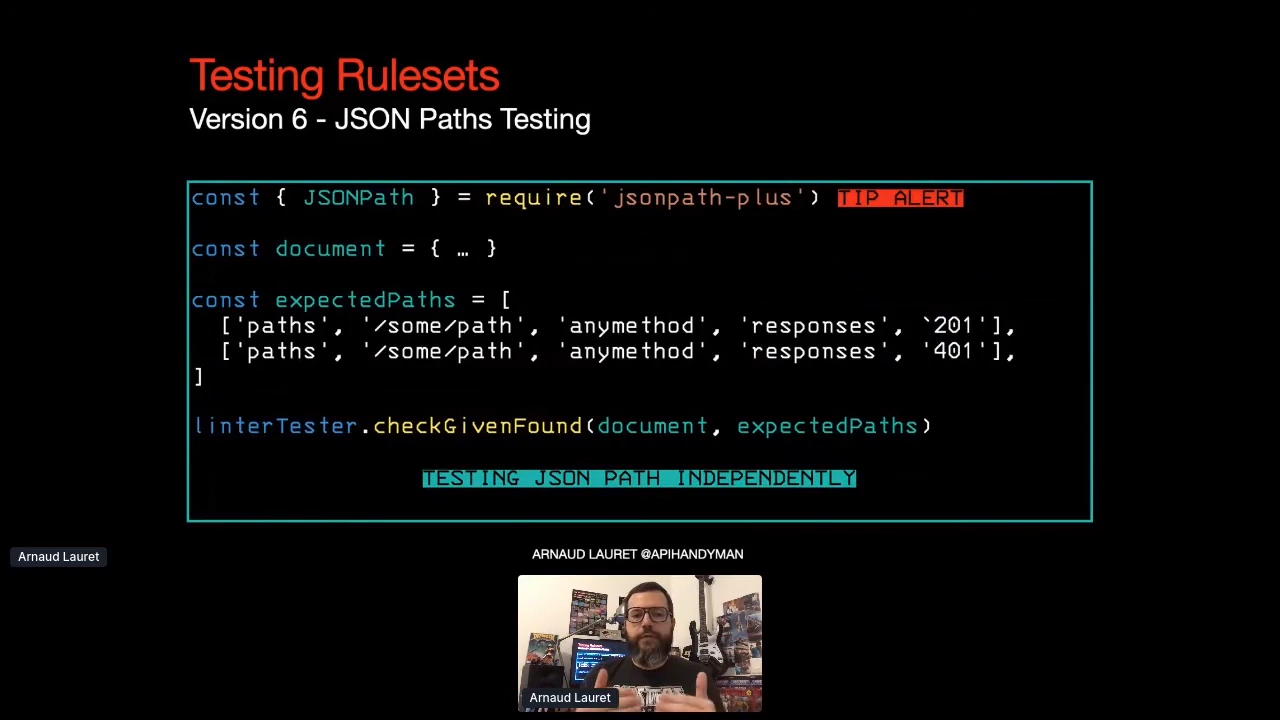 Testing Rulesets
Version 6 - JSON Paths Testing
const { JSONPath } = require('jsonpath-plus') TIP ALERT
const document = { … }
const expectedPaths = [
['paths', '/some/path', 'anymethod', 'responses', `201'],
['paths', '/some/path', 'anymethod', 'responses', '401'],
]
linterTester.checkGivenFound(document, expectedPaths)
TESTING JSON PATH INDEPENDENTLY
Arnaud Lauret
ARNAUD LAURET @APIHANDYMAN
Arnaud Lauret